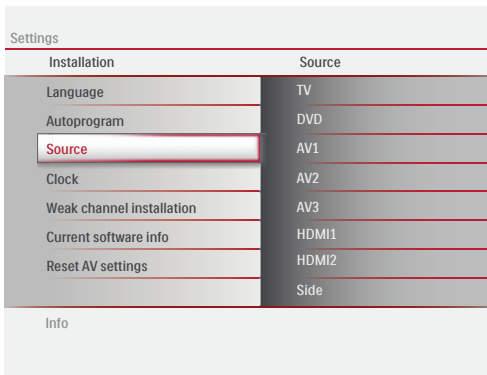 Settings
Installation Source
Language TV
Autoprogram DVD
Source AV1
Clock AV2
Weak channel installation AV3
Current software info HDMI1
Reset AV settings HDMI2
Side
Info